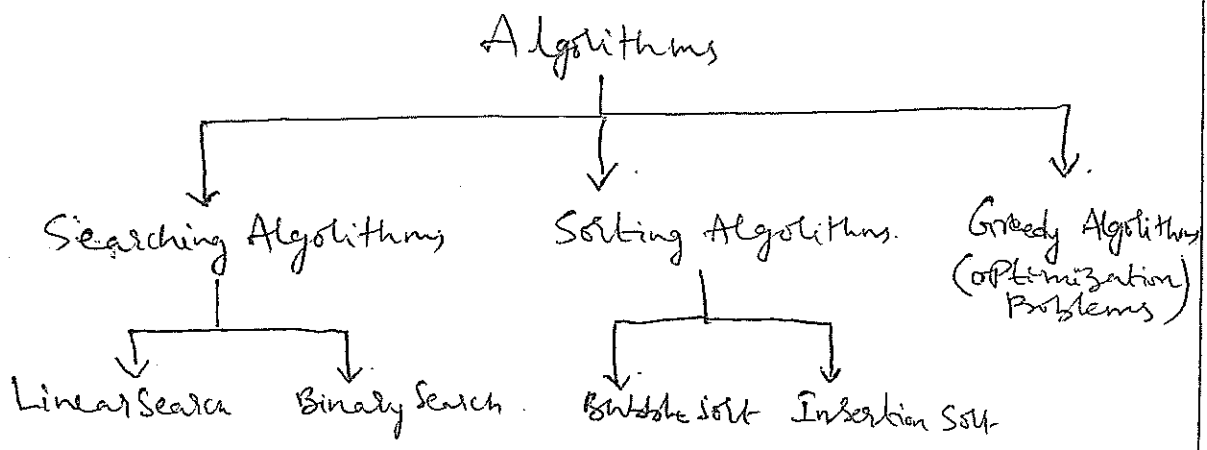 Algorithms
Searching Algorithms
Sorting Algorithms.
Greedy Algorithms
(optimization)
Problems)
Linear Search
Binary Search.
Bubble Sort
Insertion Sort